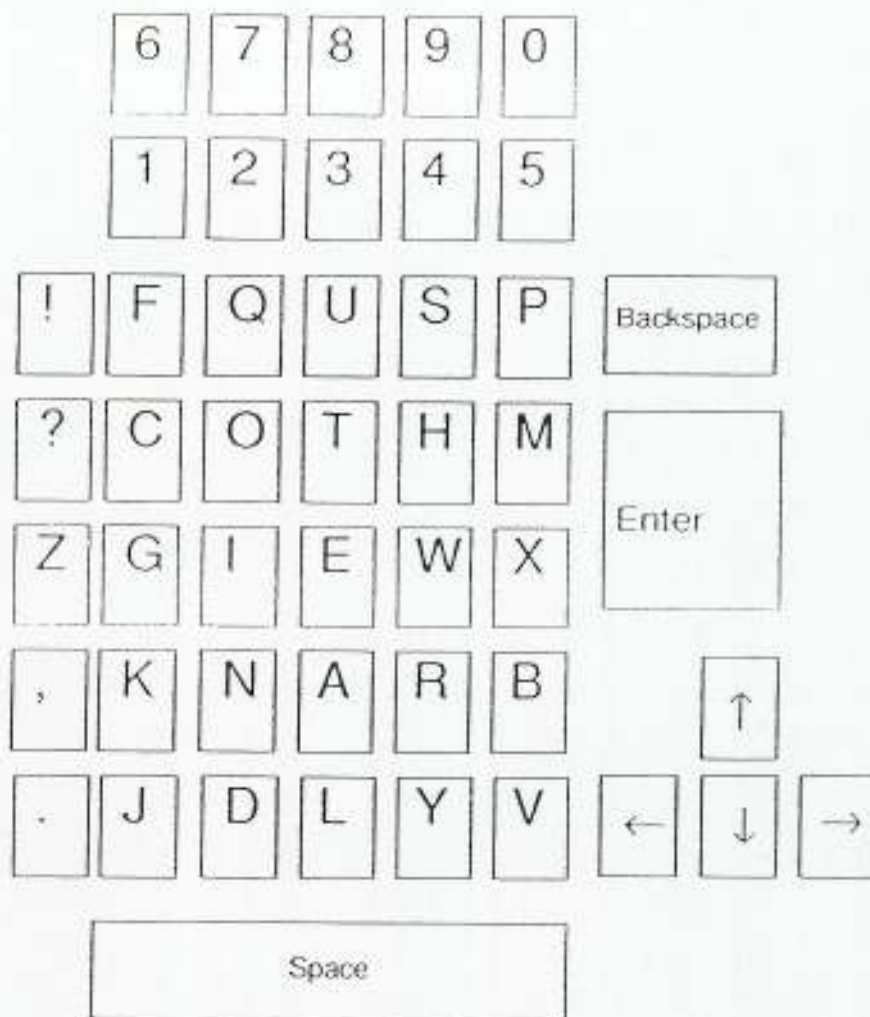 6 7 8 9 0
1 2 3 4 5
! F Q U S P Backspace
? C O T H M
Z G I E W X Enter
, K N A R B ↑
. J D L Y V ← ↓ →
Space